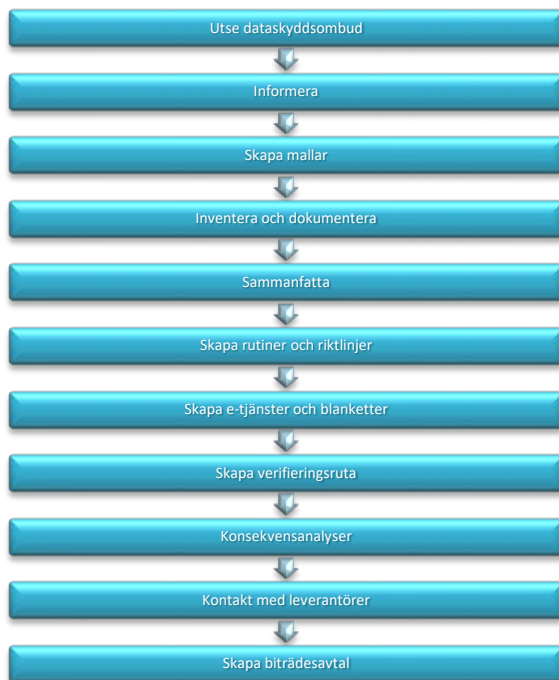 Utse dataskyddsombud
Informera
Skapa mallar
Inventera och dokumentera
Sammanfatta
Skapa rutiner och riktlinjer
Skapa e-tjänster och blanketter
Skapa verifieringsruta
Konsekvensanalyser
Kontakt med leverantörer
Skapa biträdesavtal